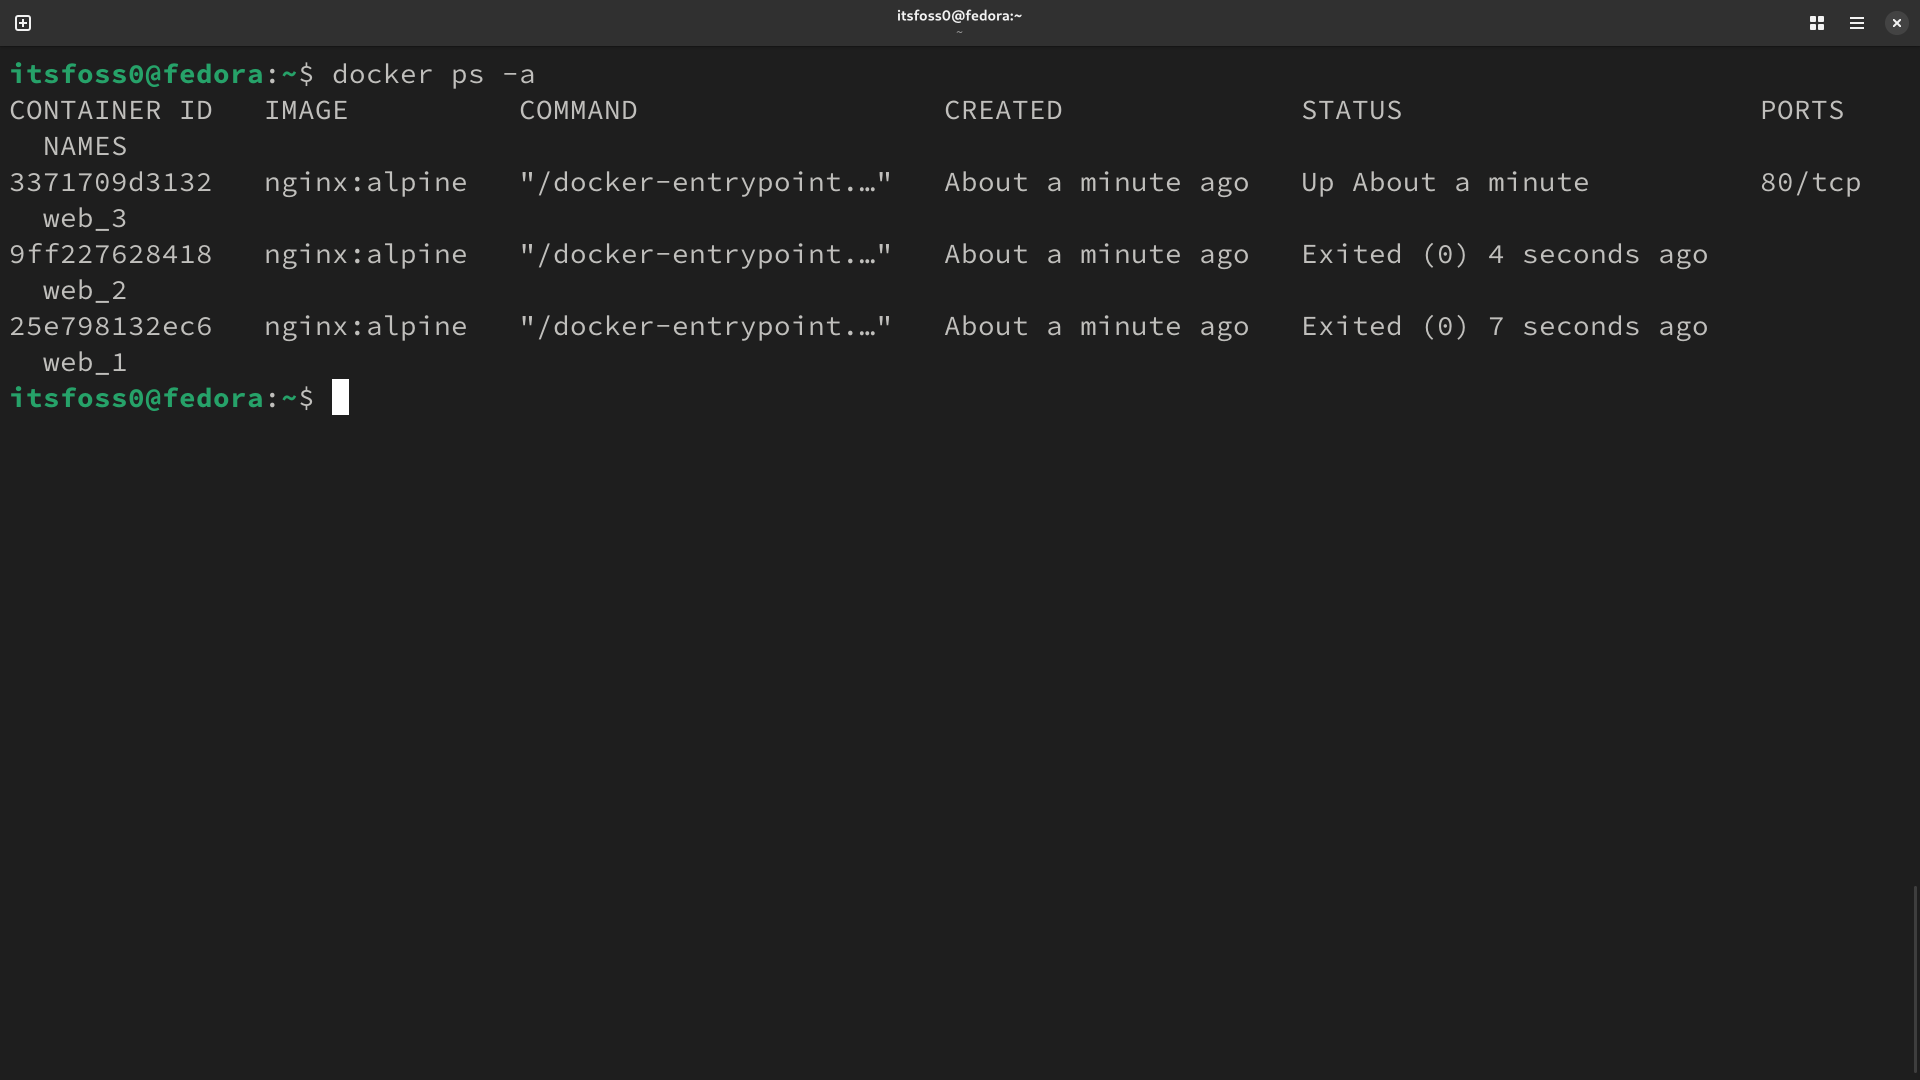 itsfoss0@fedora:~
~
itsfoss0@fedora:~$ docker ps -a
CONTAINER ID   IMAGE          COMMAND                  CREATED              STATUS                     PORTS
  NAMES
3371709d3132   nginx:alpine   "/docker-entrypoint.…"   About a minute ago   Up About a minute          80/tcp
  web_3
9ff227628418   nginx:alpine   "/docker-entrypoint.…"   About a minute ago   Exited (0) 4 seconds ago
  web_2
25e798132ec6   nginx:alpine   "/docker-entrypoint.…"   About a minute ago   Exited (0) 7 seconds ago
  web_1
itsfoss0@fedora:~$